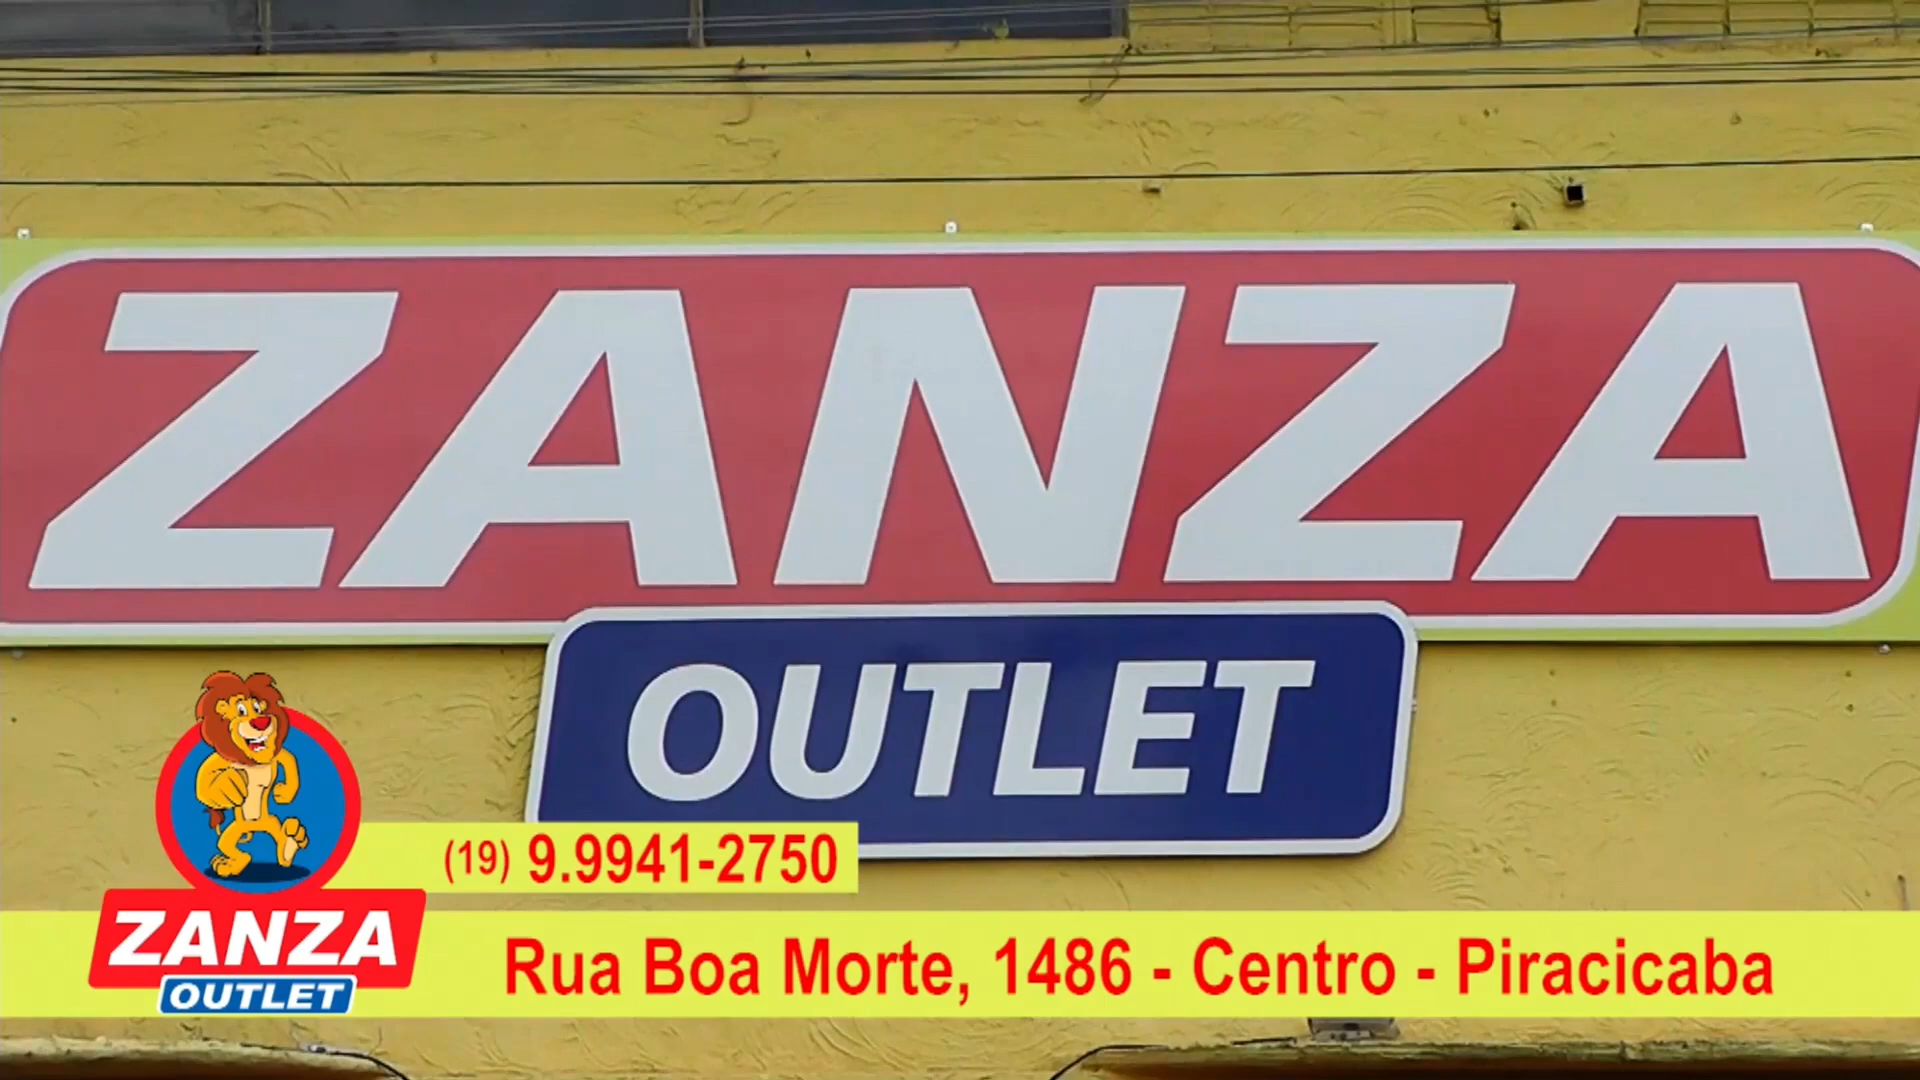 ZANZA
OUTLET
(19) 9.9941-2750
ZANZA
OUTLET
Rua Boa Morte, 1486 - Centro - Piracicaba